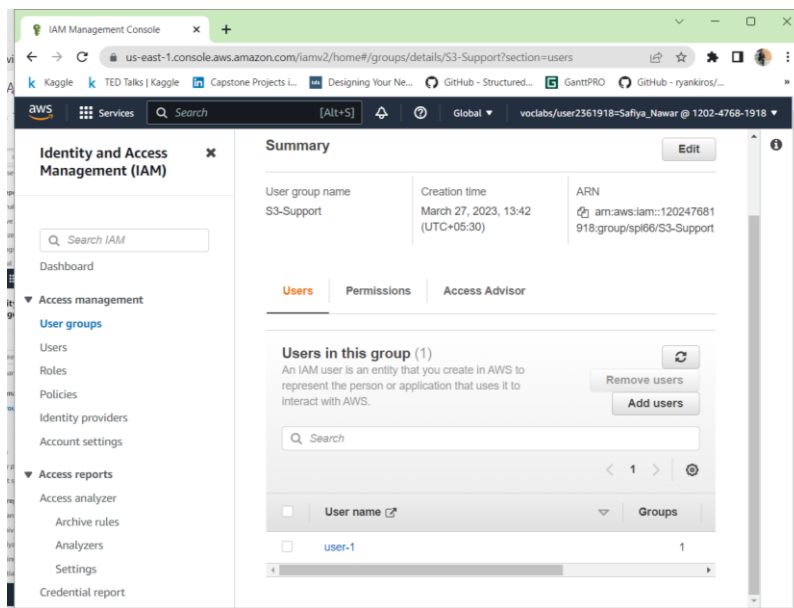 IAM Management Console
us-east-1.console.aws.amazon.com/iamv2/home#/groups/details/S3-Support?section=users
Kaggle
TED Talks | Kaggle
Capstone Projects i...
Designing Your Ne...
GitHub - Structured...
GanttPRO
GitHub - ryankiros/...
»
aws
Services
Search
[Alt+S]
Global
voclabs/user2361918=Safiya_Nawar @ 1202-4768-1918
Identity and Access
Management (IAM)
Search IAM
Dashboard
Access management
User groups
Users
Roles
Policies
Identity providers
Account settings
Access reports
Access analyzer
Archive rules
Analyzers
Settings
Credential report
Summary
Edit
User group name
S3-Support
Creation time
March 27, 2023, 13:42
(UTC+05:30)
ARN
arn:aws:iam::120247681
918:group/spl66/S3-Support
Users
Permissions
Access Advisor
Users in this group (1)
An IAM user is an entity that you create in AWS to
represent the person or application that uses it to
interact with AWS.
Remove users
Add users
Search
1
User name
Groups
user-1
1